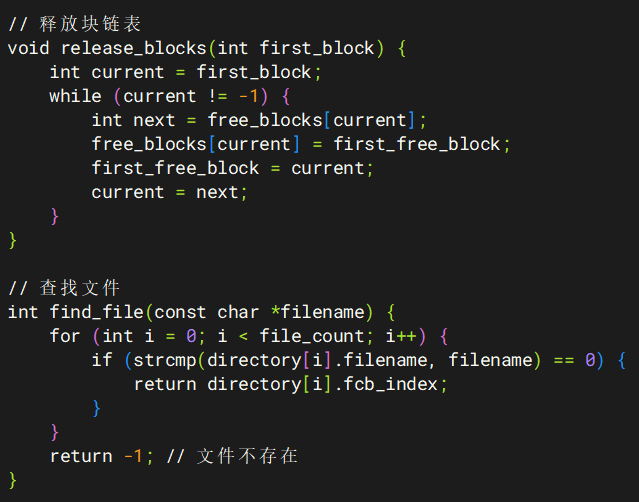 // 释放块链表
void release_blocks(int first_block) {
    int current = first_block;
    while (current != -1) {
        int next = free_blocks[current];
        free_blocks[current] = first_free_block;
        first_free_block = current;
        current = next;
    }
}

// 查找文件
int find_file(const char *filename) {
    for (int i = 0; i < file_count; i++) {
        if (strcmp(directory[i].filename, filename) == 0) {
            return directory[i].fcb_index;
        }
    }
    return -1; // 文件不存在
}